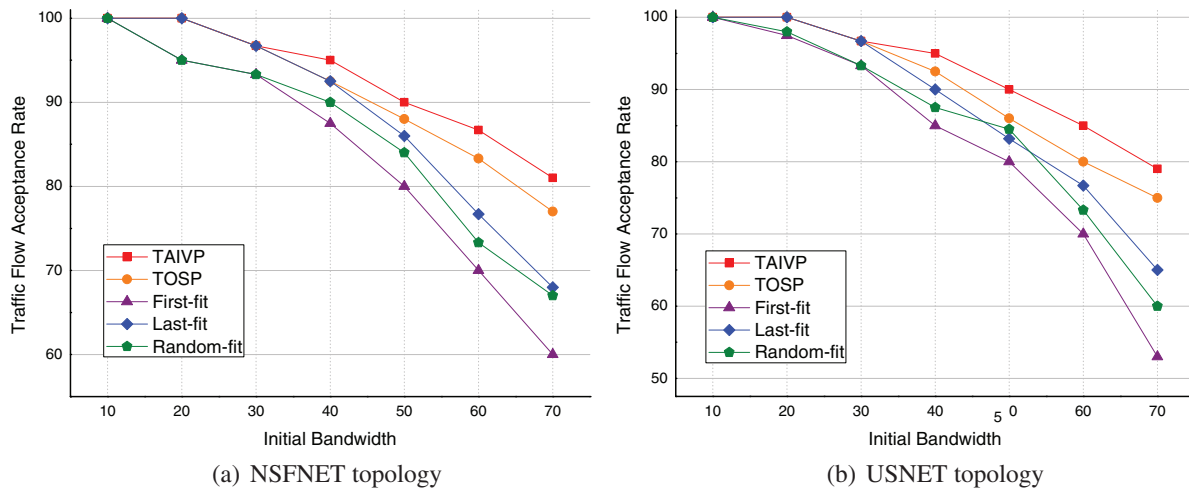 100
90
80
70
60
Traffic Flow Acceptance Rate
TAIVP
TOSP
First-fit
Last-fit
Random-fit
10 20 30 40 50 60 70
Initial Bandwidth
(a) NSFNET topology
100
90
80
70
60
50
Traffic Flow Acceptance Rate
TAIVP
TOSP
First-fit
Last-fit
Random-fit
10 20 30 40 5 0 60 70
Initial Bandwidth
(b) USNET topology